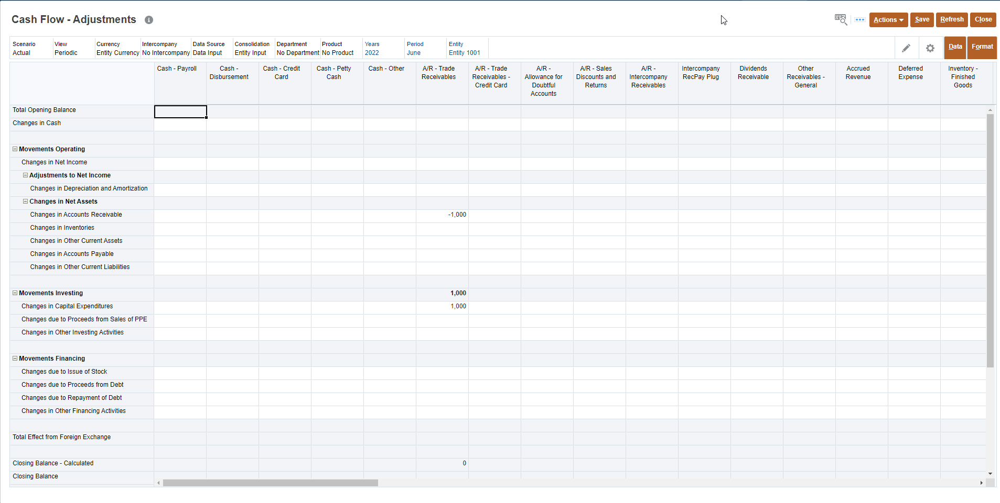 Cash Flow - Adjustments
Actions Save Refresh Close
Scenario View Currency Intercompany Data Source Consolidation Department Product Years Period Entity
Actual Periodic Entity Currency No Intercompany Data Input Entity Input No Department No Product 2022 June Entity 1001
Data Format
Cash - Payroll
Cash -
Disbursement
Cash - Credit
Card
Cash - Petty
Cash
Cash - Other
A/R - Trade
Receivables
A/R - Trade
Receivables -
Credit Card
A/R -
Allowance for
Doubtful
Accounts
A/R - Sales
Discounts and
Returns
A/R -
Intercompany
Receivables
Intercompany
RecPay Plug
Dividends
Receivable
Other
Receivables -
General
Accrued
Revenue
Deferred
Expense
Inventory -
Finished
Goods
Total Opening Balance
Changes in Cash
Movements Operating
Changes in Net Income
Adjustments to Net Income
Changes in Depreciation and Amortization
Changes in Net Assets
Changes in Accounts Receivable -1,000
Changes in Inventories
Changes in Other Current Assets
Changes in Accounts Payable
Changes in Other Current Liabilities
Movements Investing 1,000
Changes in Capital Expenditures 1,000
Changes due to Proceeds from Sales of PPE
Changes in Other Investing Activities
Movements Financing
Changes due to Issue of Stock
Changes due to Proceeds from Debt
Changes due to Repayment of Debt
Changes in Other Financing Activities
Total Effect from Foreign Exchange
Closing Balance - Calculated 0
Closing Balance